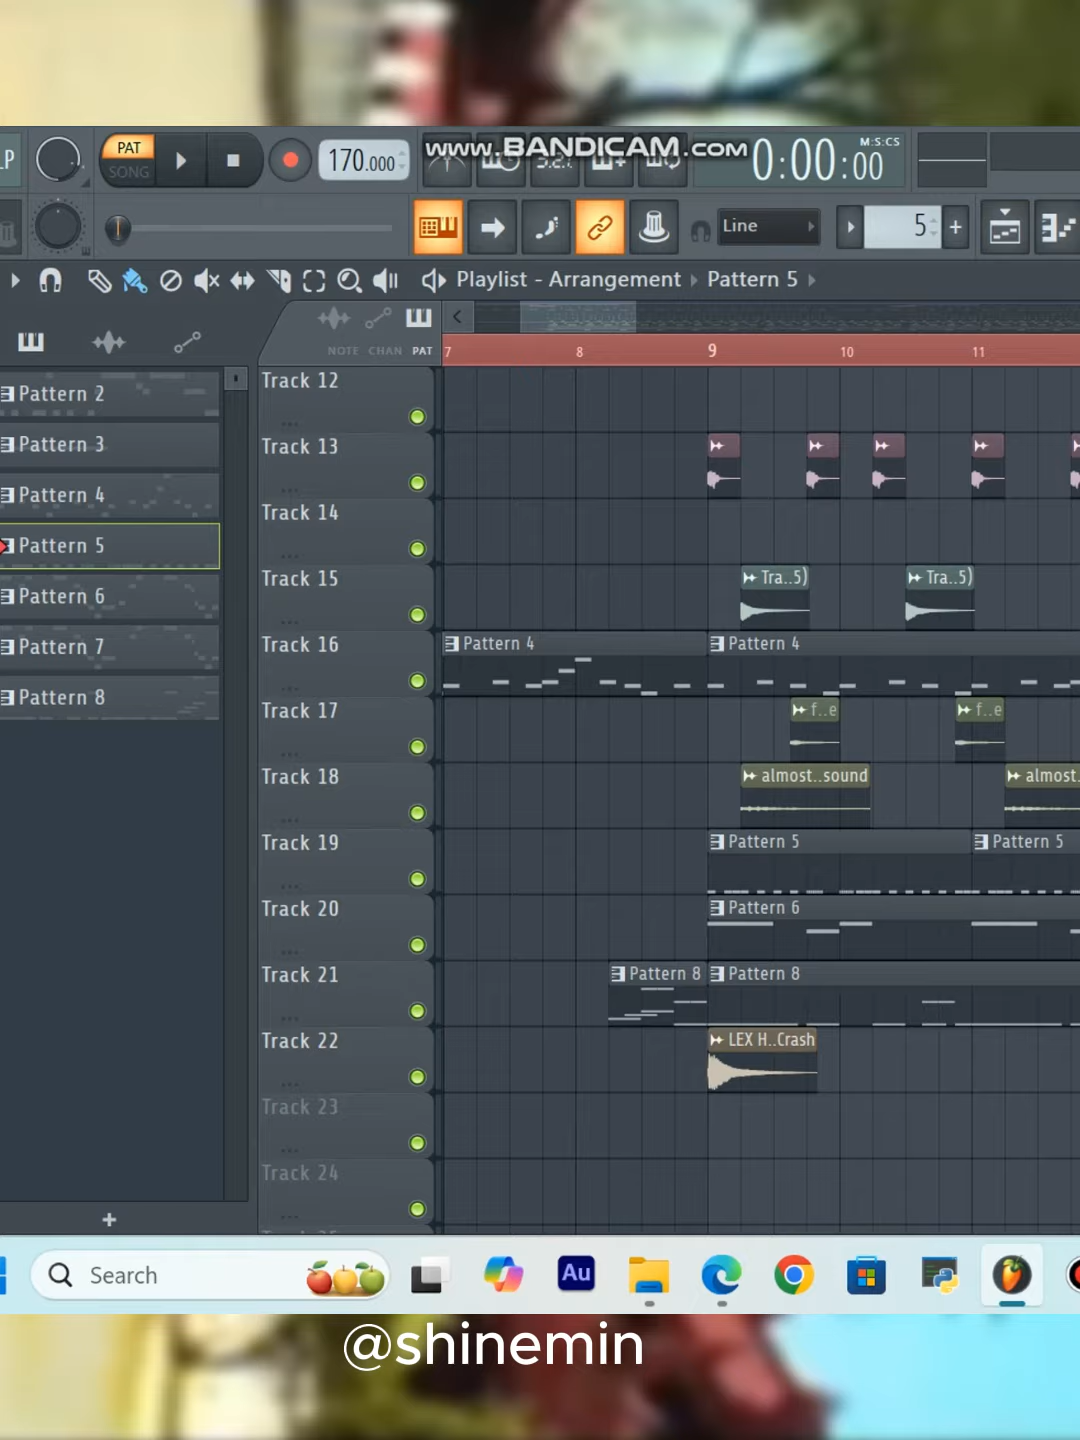 LP
PAT
SONG
170.000
www.BANDICAM.com
M:S:CS
0:00:00
Line
5
+
Playlist - Arrangement
Pattern 5
NOTE CHAN PAT
7 8 9 10 11
Pattern 2
Pattern 3
Pattern 4
Pattern 5
Pattern 6
Pattern 7
Pattern 8
+
Track 12
Track 13
Track 14
Track 15
Tra..5) Tra..5)
Track 16
Pattern 4 Pattern 4
Track 17
f..e f..e
Track 18
almost..sound almost.
Track 19
Pattern 5 Pattern 5
Track 20
Pattern 6
Track 21
Pattern 8 Pattern 8
Track 22
LEX H..Crash
Track 23
Track 24
Search
Au
@shinemin